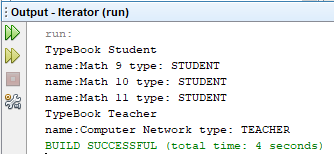 Output - Iterator (run)
run:
TypeBook Student
name:Math 9 type: STUDENT
name:Math 10 type: STUDENT
name:Math 11 type: STUDENT
TypeBook Teacher
name:Computer Network type: TEACHER
BUILD SUCCESSFUL (total time: 4 seconds)